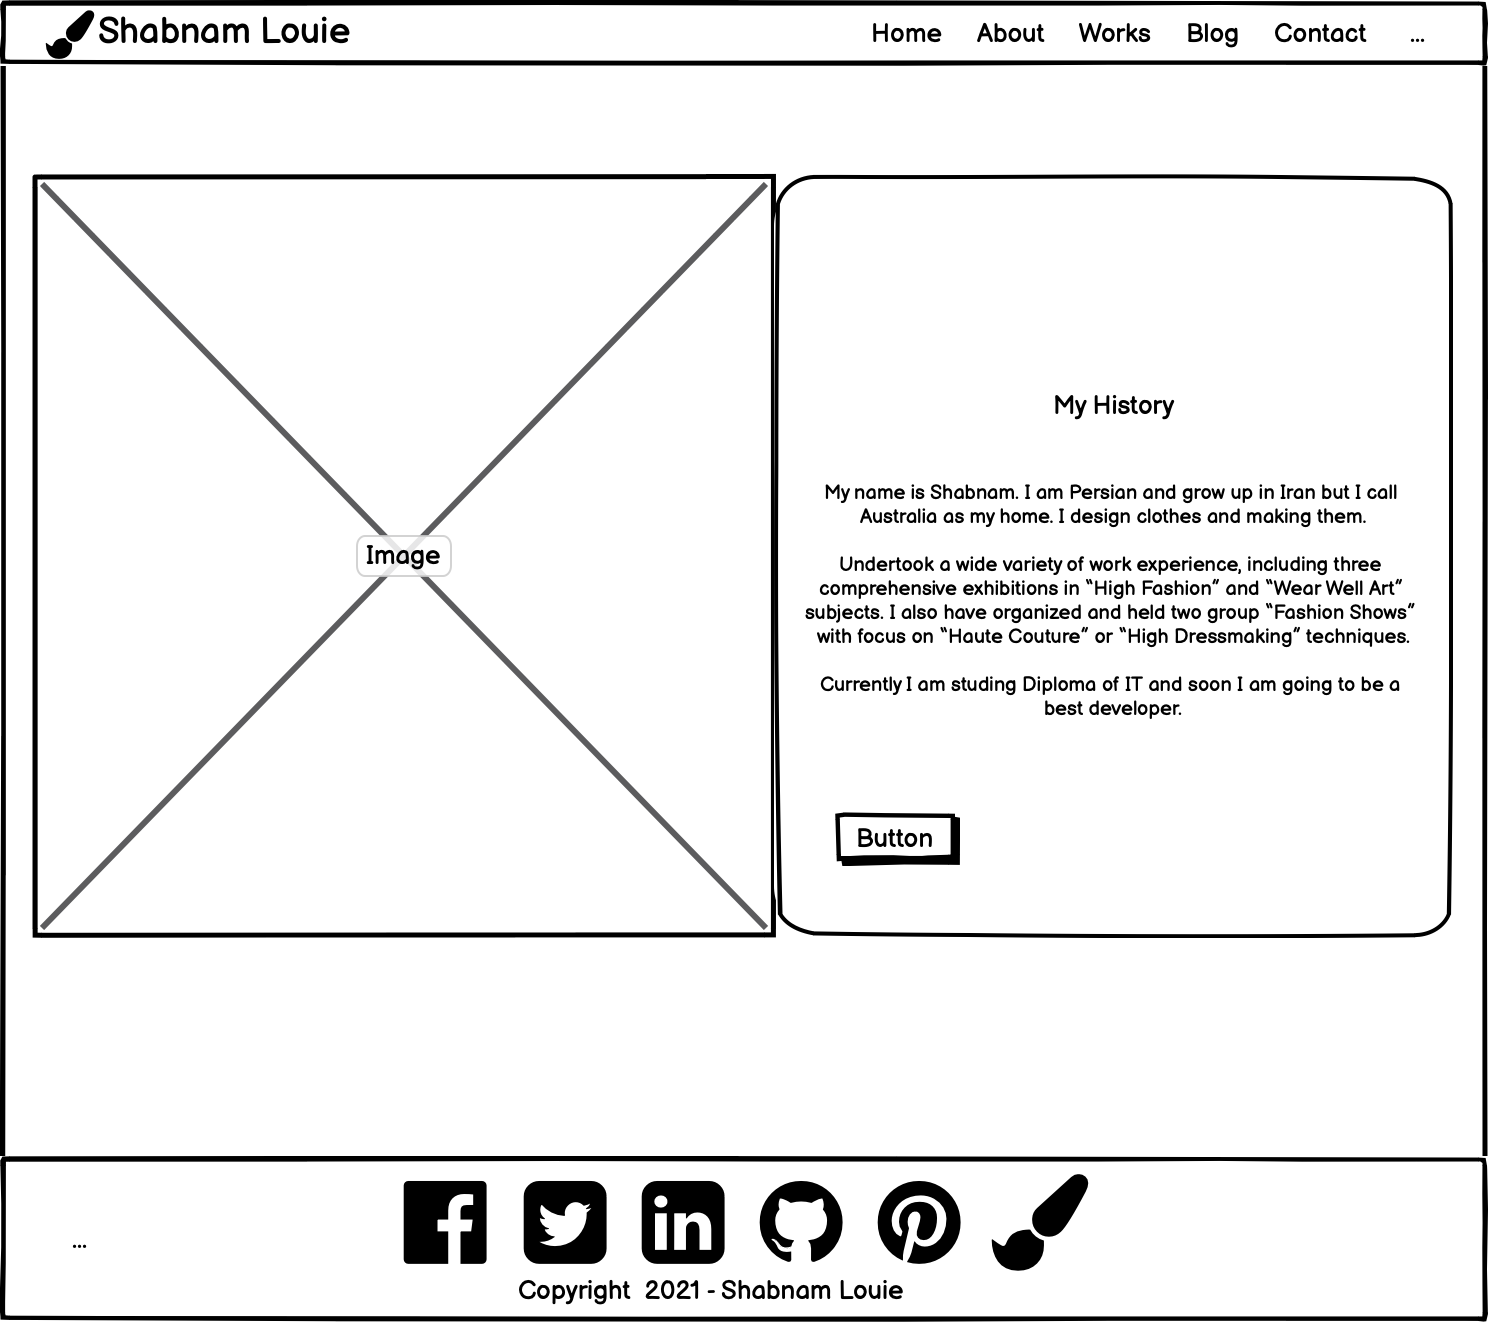 Shabnam Louie
Home About Works Blog Contact ...
Image
My History
My name is Shabnam. I am Persian and grow up in Iran but I call
Australia as my home. I design clothes and making them.
Undertook a wide variety of work experience, including three
comprehensive exhibitions in “High Fashion” and “Wear Well Art”
subjects. I also have organized and held two group “Fashion Shows”
with focus on “Haute Couture” or “High Dressmaking” techniques.
Currently I am studing Diploma of IT and soon I am going to be a
best developer.
Button
...
Copyright 2021 - Shabnam Louie